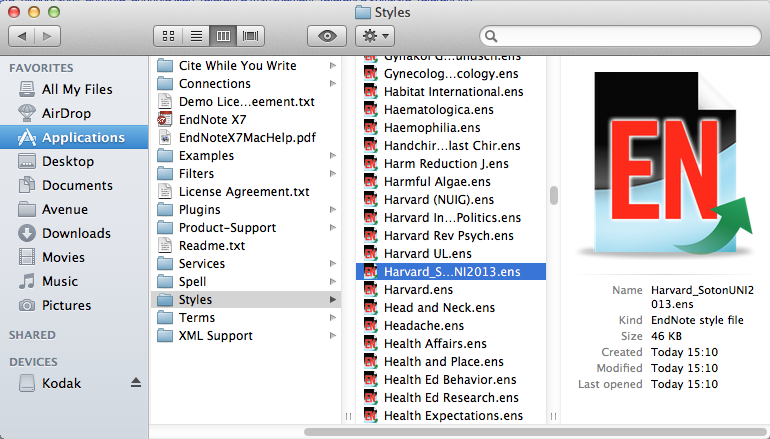 Styles
FAVORITES
All My Files
AirDrop
Applications
Desktop
Documents
Avenue
Downloads
Movies
Music
Pictures
SHARED
DEVICES
Kodak
Cite While You Write
Connections
Demo Lice...eement.txt
EndNote X7
EndNoteX7MacHelp.pdf
Examples
Filters
License Agreement.txt
Plugins
Product-Support
Readme.txt
Services
Spell
Styles
Terms
XML Support
Gynecolog...cology.ens
Habitat International.ens
Haematologica.ens
Haemophilia.ens
Handchir...last Chir.ens
Harm Reduction J.ens
Harmful Algae.ens
Harvard (NUIG).ens
Harvard In...Politics.ens
Harvard Rev Psych.ens
Harvard UL.ens
Harvard_S...NI2013.ens
Harvard.ens
Head and Neck.ens
Headache.ens
Health Affairs.ens
Health and Place.ens
Health Ed Behavior.ens
Health Ed Research.ens
Health Expectations.ens
EN
Name Harvard_SotonUNI2
013.ens
Kind EndNote style file
Size 46 KB
Created Today 15:10
Modified Today 15:10
Last opened Today 15:10